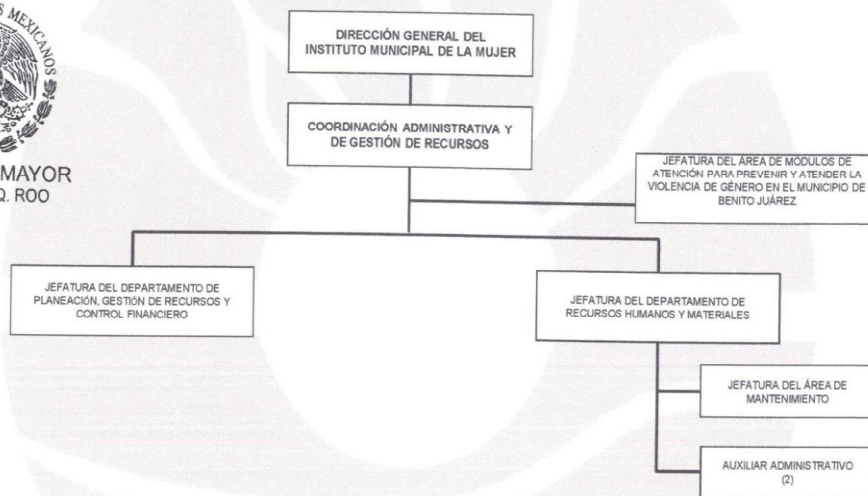 S MEXICANOS
MAYOR
Q. ROO
DIRECCIÓN GENERAL DEL
INSTITUTO MUNICIPAL DE LA MUJER
COORDINACIÓN ADMINISTRATIVA Y
DE GESTIÓN DE RECURSOS
JEFATURA DEL ÁREA DE MÓDULOS DE
ATENCIÓN PARA PREVENIR Y ATENDER LA
VIOLENCIA DE GÉNERO EN EL MUNICIPIO DE
BENITO JUÁREZ
JEFATURA DEL DEPARTAMENTO DE
PLANEACIÓN, GESTIÓN DE RECURSOS Y
CONTROL FINANCIERO
JEFATURA DEL DEPARTAMENTO DE
RECURSOS HUMANOS Y MATERIALES
JEFATURA DEL ÁREA DE
MANTENIMIENTO
AUXILIAR ADMINISTRATIVO
(2)